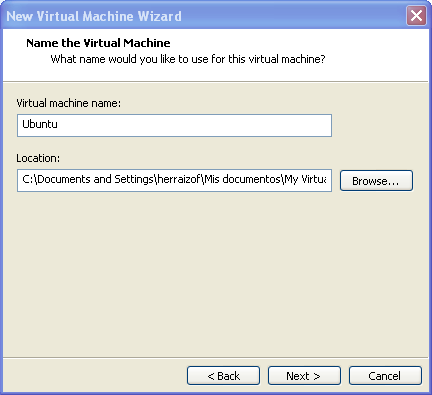 New Virtual Machine Wizard
Name the Virtual Machine
What name would you like to use for this virtual machine?
Virtual machine name:
Ubuntu
Location:
C:\Documents and Settings\herraizof\Mis documentos\My Virtua
Browse...
< Back
Next >
Cancel